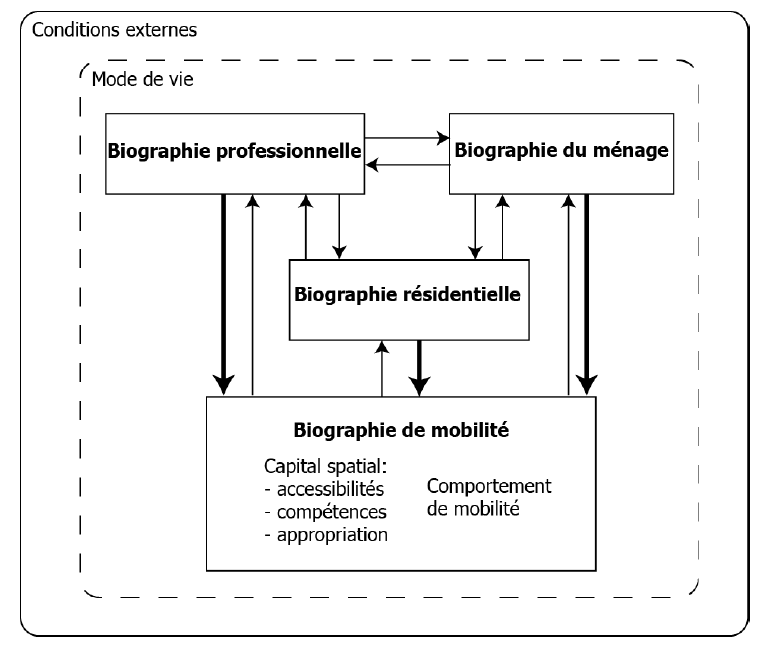 Conditions externes
Mode de vie
Biographie professionnelle
Biographie du ménage
Biographie résidentielle
Biographie de mobilité
Capital spatial:
- accessibilités
- compétences
- appropriation
Comportement
de mobilité